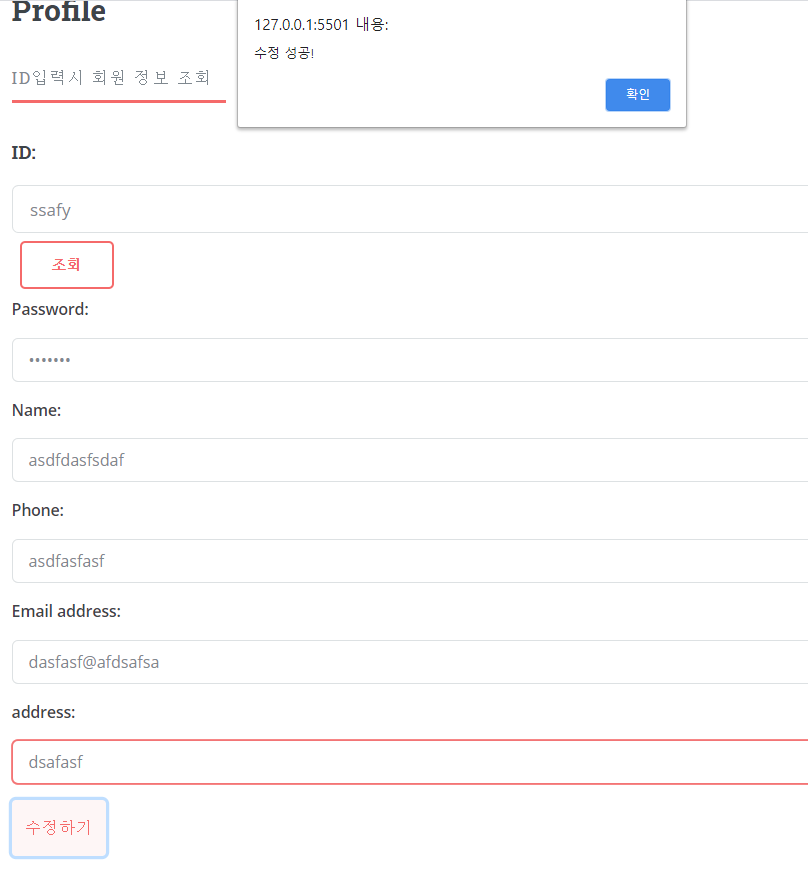 Profile
127.0.0.1:5501 내용:
수정 성공!
확인
ID입력시 회원 정보 조회
ID:
ssafy
조회
Password:
•••••••
Name:
asdfdasfsdaf
Phone:
asdfasfasf
Email address:
dasfasf@afdsafsa
address:
dsafasf
수정하기